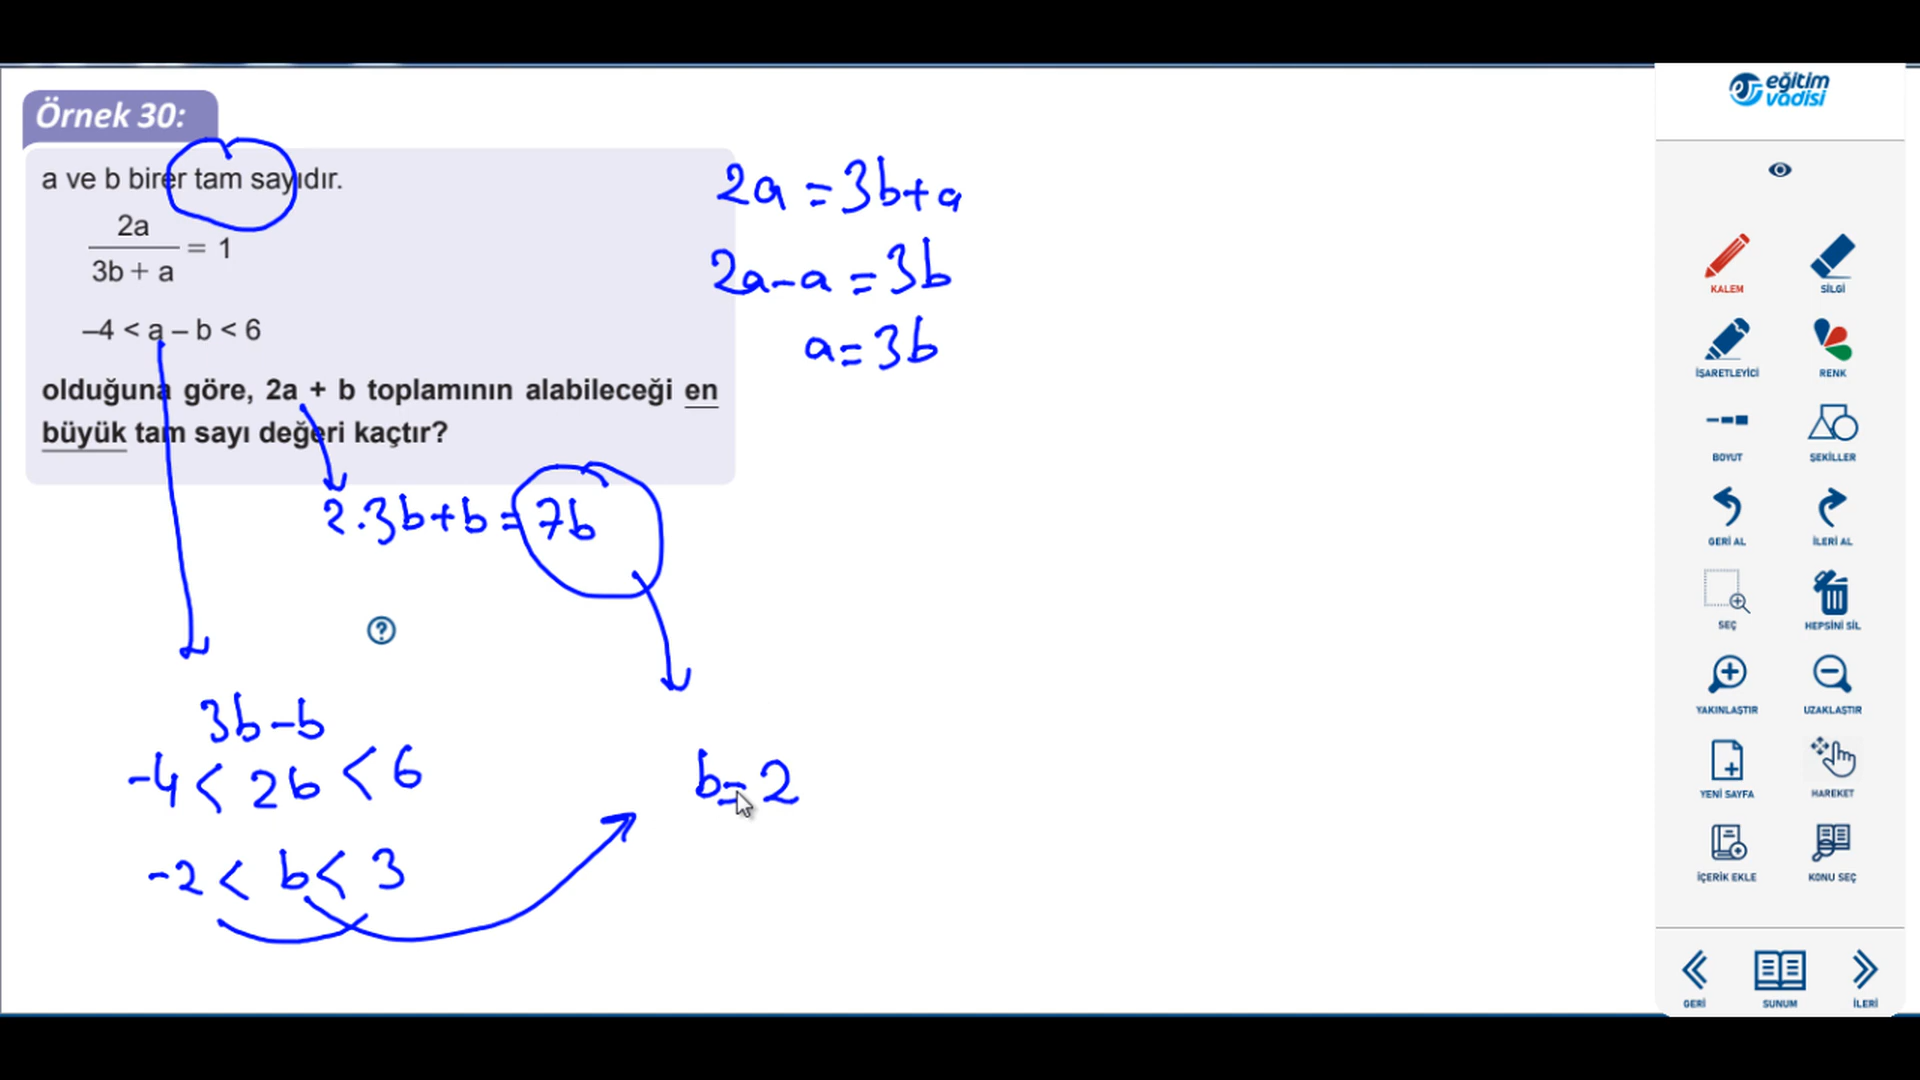 Örnek 30:
a ve b birer tam sayıdır.
2a
3b + a
= 1
–4 < a – b < 6
olduğuna göre, 2a + b toplamının alabileceği en
büyük tam sayı değeri kaçtır?
2a = 3b + a
2a - a = 3b
a = 3b
2.3b + b = 7b
3b - b
-4 < 2b < 6
-2 < b < 3
b = 2
eğitim
vadisi
KALEM
SİLGİ
İŞARETLEYİCİ
RENK
BOYUT
ŞEKİLLER
GERİ AL
İLERİ AL
SEÇ
HEPSİNİ SİL
YAKINLAŞTIR
UZAKLAŞTIR
YENİ SAYFA
HAREKET
İÇERİK EKLE
KONU SEÇ
GERİ
SUNUM
İLERİ